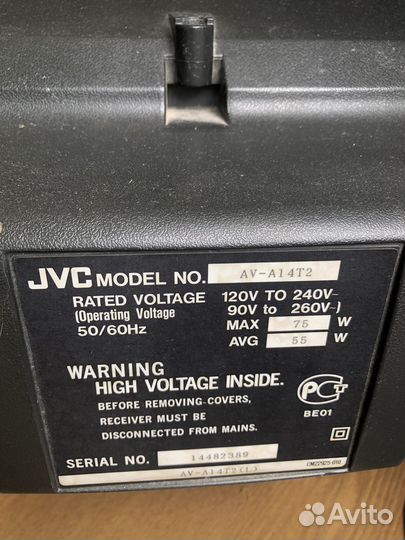 JVC MODEL NO. AV-A14T2
RATED VOLTAGE 120V TO 240V~
(Operating Voltage 90V to 260V~)
50/60Hz MAX 75 W
AVG 55 W
WARNING
HIGH VOLTAGE INSIDE.
BEFORE REMOVING COVERS,
RECEIVER MUST BE
DISCONNECTED FROM MAINS.
BE01
SERIAL NO. 14482389
AV-A14T2(L)
Avito